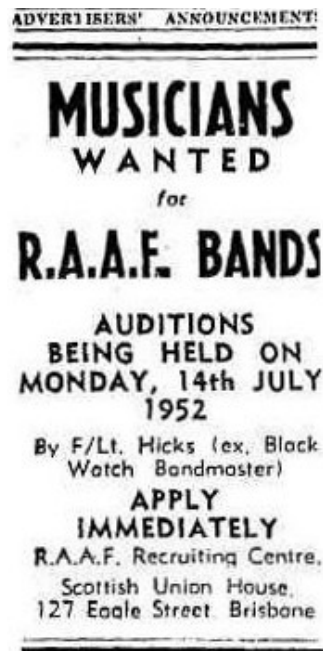 ADVERTISERS' ANNOUNCEMENTS
MUSICIANS
WANTED
for
R.A.A.F. BANDS
AUDITIONS
BEING HELD ON
MONDAY, 14th JULY
1952
By F/Lt. Hicks (ex. Black
Watch Bandmaster)
APPLY
IMMEDIATELY
R.A.A.F. Recruiting Centre,
Scottish Union House,
127 Eagle Street, Brisbane